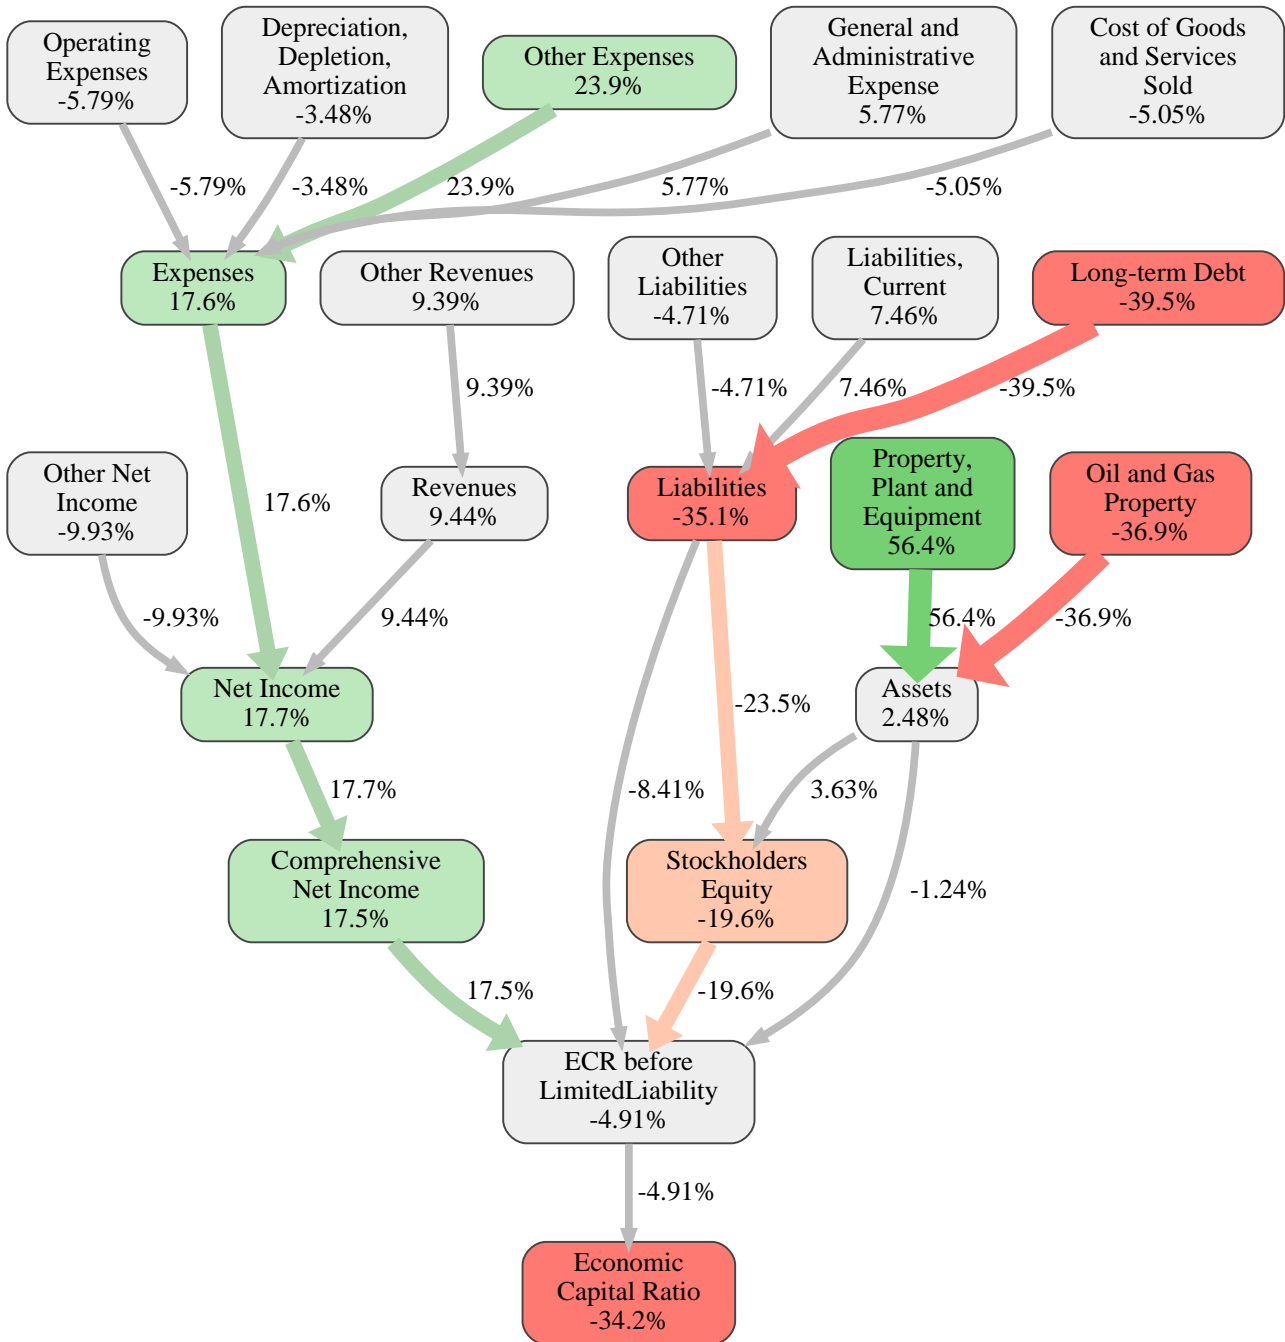 Operating
Expenses
-5.79%
Depreciation,
Depletion,
Amortization
-3.48%
Other Expenses
23.9%
General and
Administrative
Expense
5.77%
Cost of Goods
and Services
Sold
-5.05%
-5.79%
-3.48%
23.9%
5.77%
-5.05%
Expenses
17.6%
Other Revenues
9.39%
Other
Liabilities
-4.71%
Liabilities,
Current
7.46%
Long-term Debt
-39.5%
9.39%
-4.71%
7.46%
-39.5%
Other Net
Income
-9.93%
17.6%
Revenues
9.44%
Liabilities
-35.1%
Property,
Plant and
Equipment
56.4%
Oil and Gas
Property
-36.9%
-9.93%
9.44%
56.4%
-36.9%
Net Income
17.7%
-23.5%
Assets
2.48%
17.7%
-8.41%
3.63%
Comprehensive
Net Income
17.5%
Stockholders
Equity
-19.6%
-1.24%
17.5%
-19.6%
ECR before
LimitedLiability
-4.91%
-4.91%
Economic
Capital Ratio
-34.2%